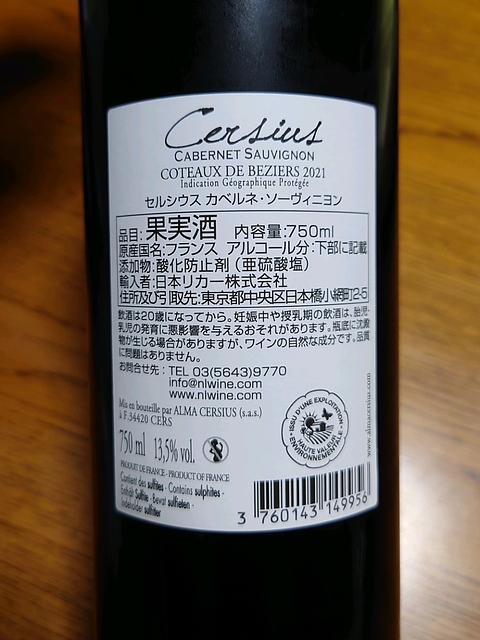 Cersius
CABERNET SAUVIGNON
COTEAUX DE BEZIERS 2021
Indication Géographique Protégée
セルシウス カベルネ・ソーヴィニヨン
品目:果実酒 内容量:750ml
原産国名:フランス アルコール分:下部に記載
添加物:酸化防止剤(亜硫酸塩)
輸入者:日本リカー株式会社
住所及び引取先:東京都中央区日本橋小網町2-5
飲酒は20歳になってから。妊娠中や授乳期の飲酒は、胎児・
乳児の発育に悪影響を与えるおそれがあります。瓶底に沈澱
物が生じる場合がありますが、ワインの自然な成分です。品質
に問題はありません。
お問合せ先: TEL 03(5643)9770
info@nlwine.com
www.nlwine.com
Mis en bouteille par ALMA CERSIUS (s.a.s.)
à F.34420 CERS
750 ml 13,5% vol.
PRODUIT DE FRANCE - PRODUCT OF FRANCE
Contient des sulfites - Contains sulphites -
Enthält Sulfite - Bevat sulfieten -
Indeholder sulfitter
ISSU D'UNE EXPLOITATION
HAUTE VALEUR
ENVIRONNEMENTALE
www.almacersius.com
3 760143 149956